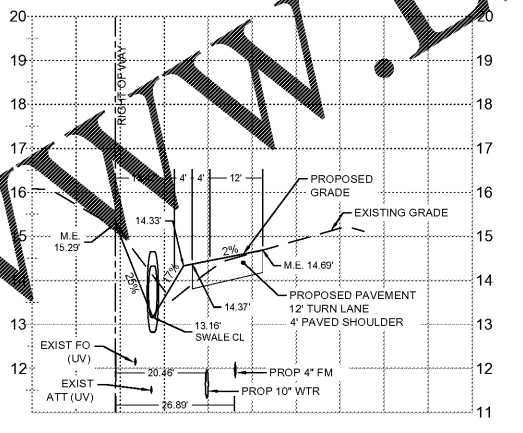 20
20
19
19
18
18
17
17
16
16
15
15
14
14
13
13
12
12
11
11
WWW.
RIGHT OF WAY
4'
4'
12'
PROPOSED
GRADE
EXISTING GRADE
M.E.
15.29'
14.33'
2%
17%
25%
M.E. 14.69'
14.37'
PROPOSED PAVEMENT
12' TURN LANE
4' PAVED SHOULDER
13.16'
SWALE CL
EXIST FO
(UV)
20.46'
PROP 4" FM
EXIST
ATT (UV)
PROP 10" WTR
26.89'